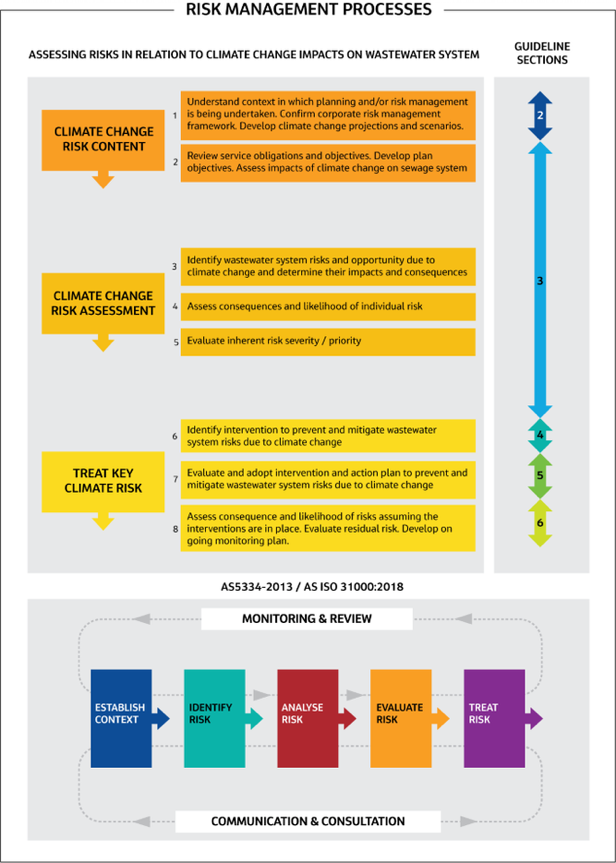 RISK MANAGEMENT PROCESSES
ASSESSING RISKS IN RELATION TO CLIMATE CHANGE IMPACTS ON WASTEWATER SYSTEM
GUIDELINE
SECTIONS
CLIMATE CHANGE
RISK CONTENT
1
Understand context in which planning and/or risk management
is being undertaken. Confirm corporate risk management
framework. Develop climate change projections and scenarios.
2
Review service obligations and objectives. Develop plan
objectives. Assess impacts of climate change on sewage system
CLIMATE CHANGE
RISK ASSESSMENT
3
Identify wastewater system risks and opportunity due to
climate change and determine their impacts and consequences
4
Assess consequences and likelihood of individual risk
5
Evaluate inherent risk severity / priority
TREAT KEY
CLIMATE RISK
6
Identify intervention to prevent and mitigate wastewater
system risks due to climate change
7
Evaluate and adopt intervention and action plan to prevent and
mitigate wastewater system risks due to climate change
8
Assess consequence and likelihood of risks assuming the
interventions are in place. Evaluate residual risk. Develop on
going monitoring plan.
2
3
4
5
6
AS5334-2013 / AS ISO 31000:2018
MONITORING & REVIEW
ESTABLISH
CONTEXT
IDENTIFY
RISK
ANALYSE
RISK
EVALUATE
RISK
TREAT
RISK
COMMUNICATION & CONSULTATION